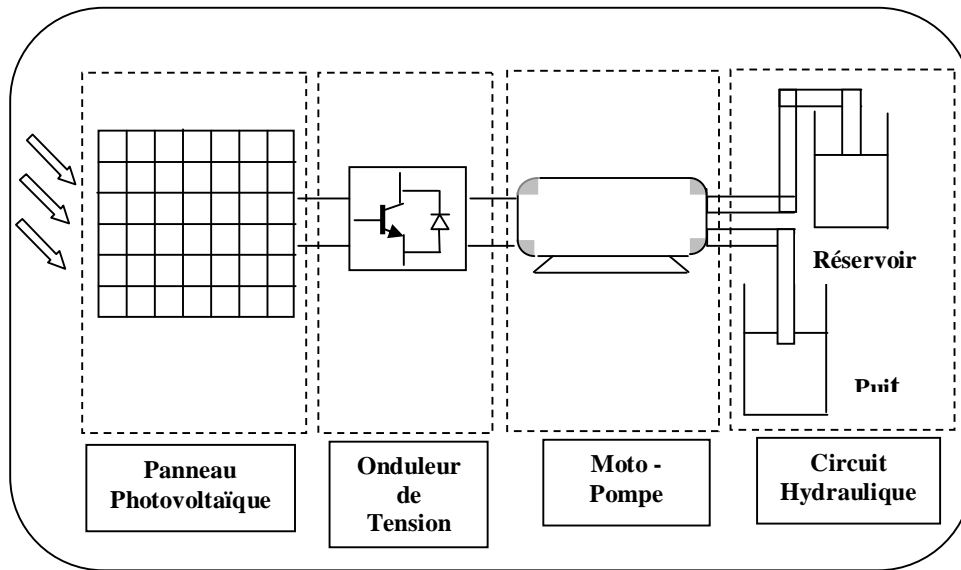 Réservoir
Puit
Panneau
Photovoltaïque
Onduleur
de
Tension
Moto -
Pompe
Circuit
Hydraulique